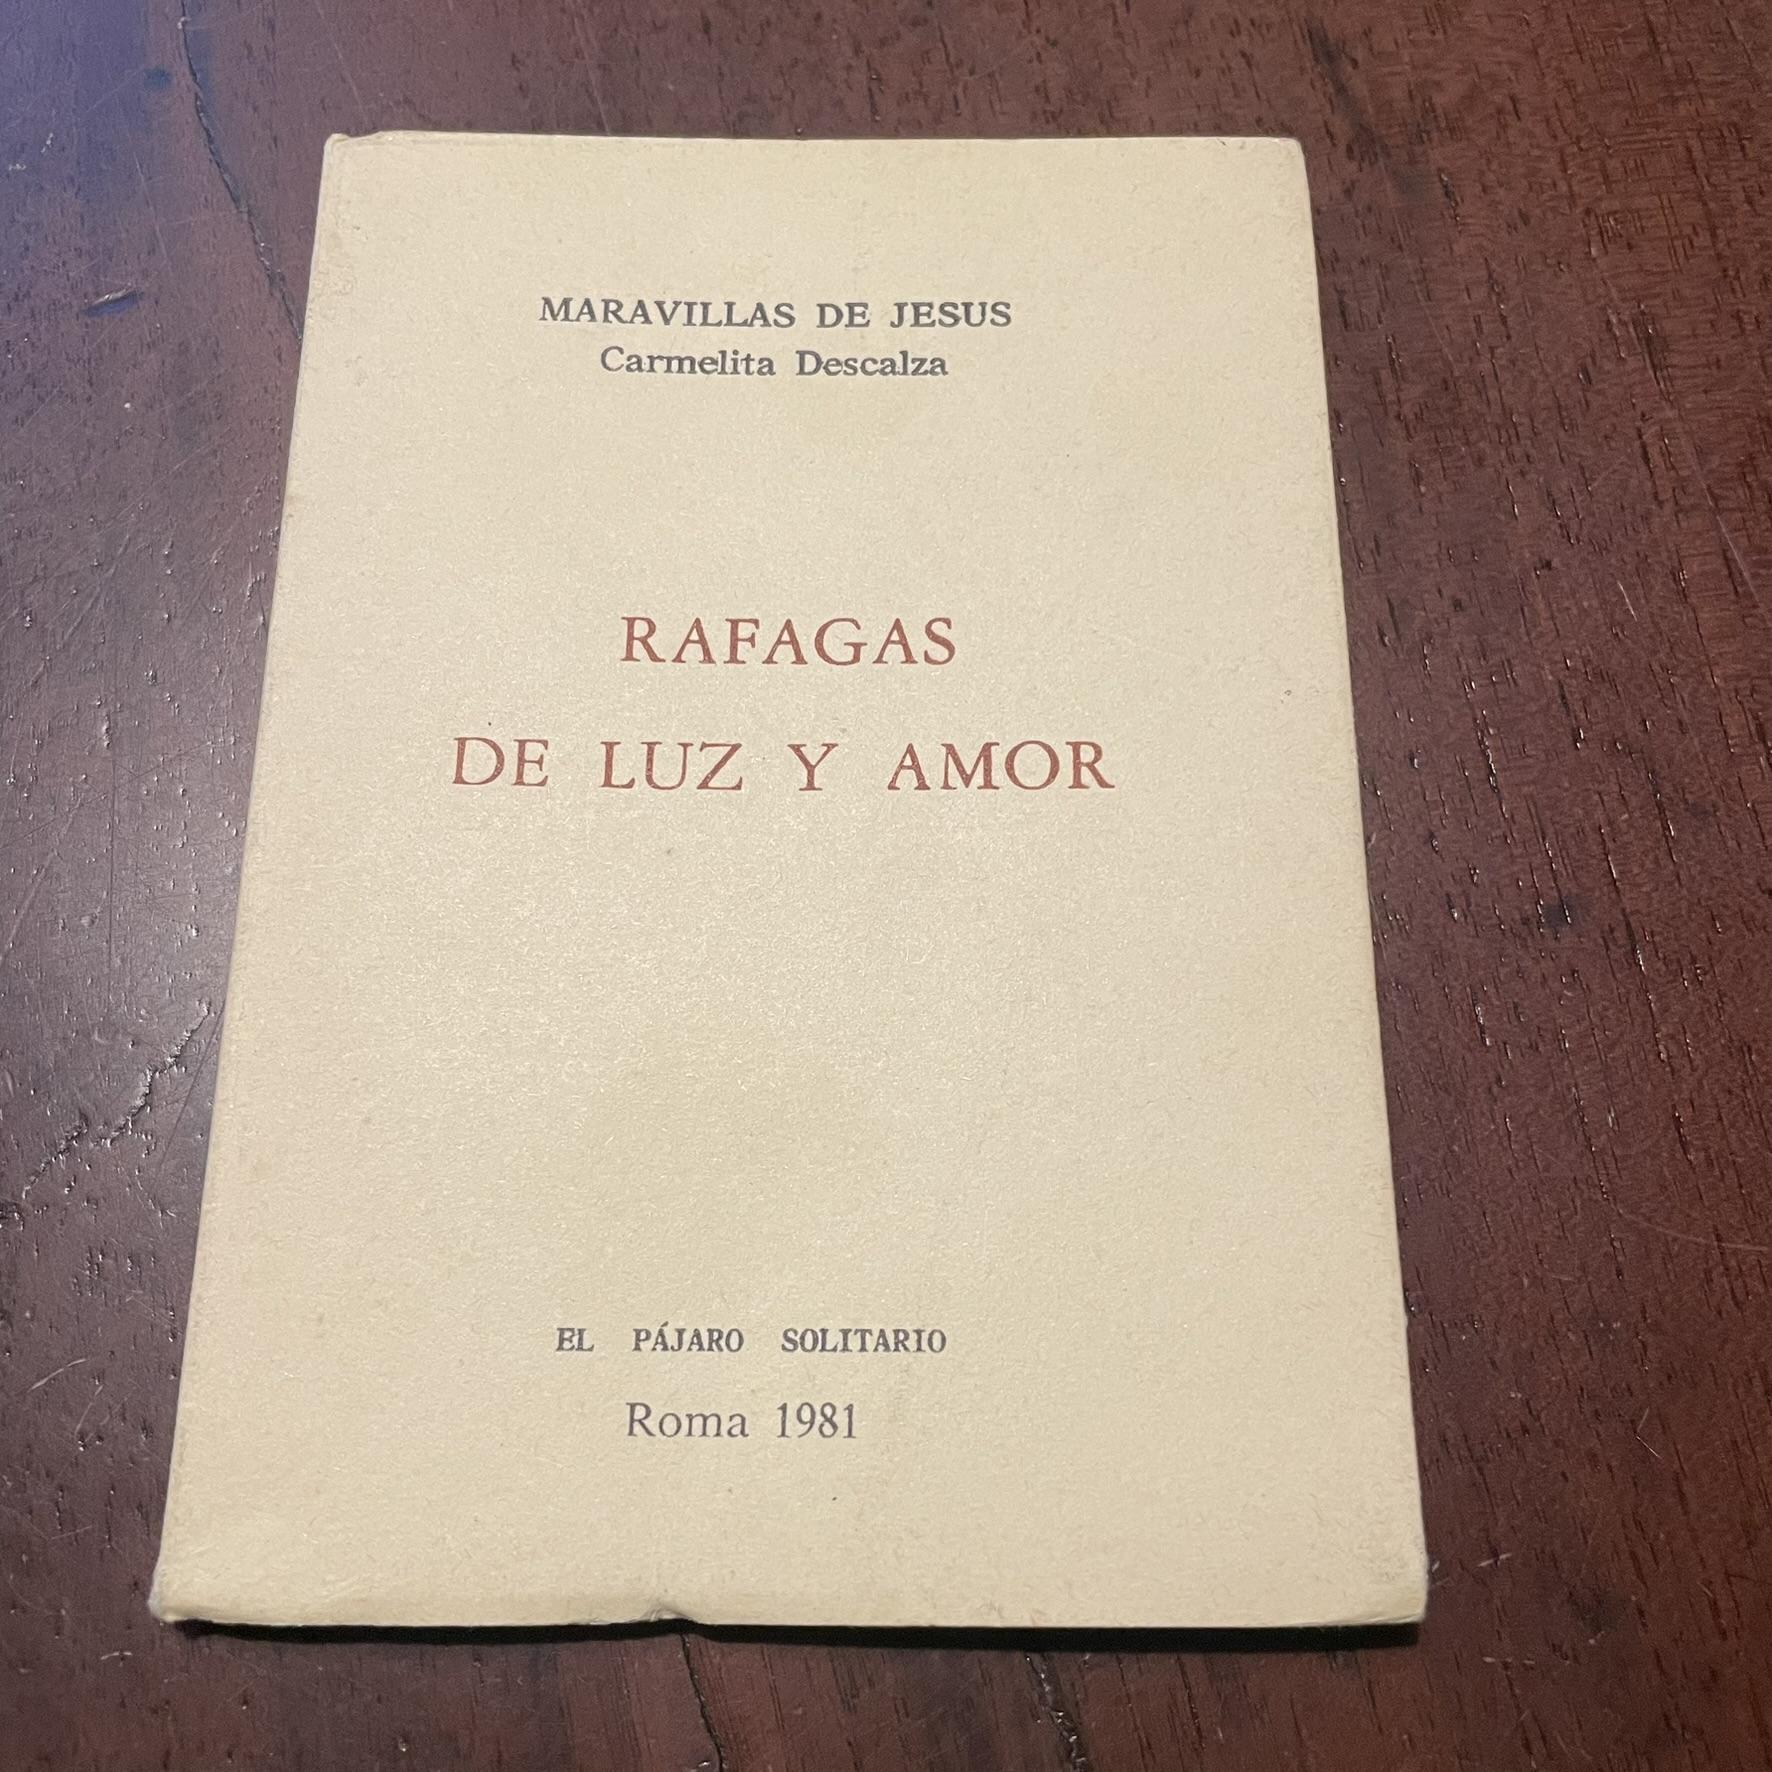 MARAVILLAS DE JESUS
Carmelita Descalza
RAFAGAS
DE LUZ Y AMOR
EL PÁJARO SOLITARIO
Roma 1981